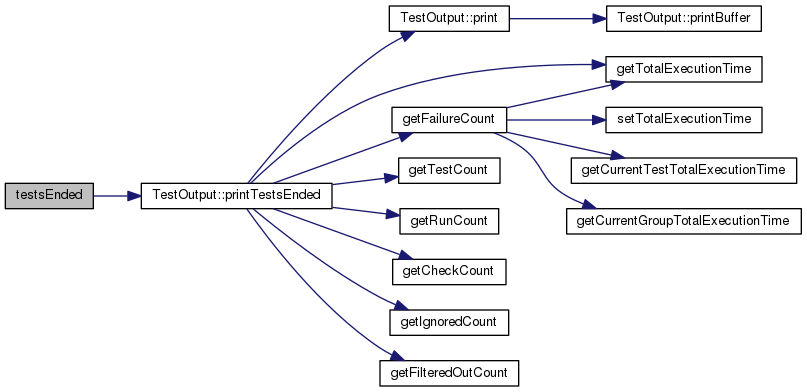 testsEnded
TestOutput::printTestsEnded
TestOutput::print
TestOutput::printBuffer
getTotalExecutionTime
getFailureCount
setTotalExecutionTime
getCurrentTestTotalExecutionTime
getCurrentGroupTotalExecutionTime
getTestCount
getRunCount
getCheckCount
getIgnoredCount
getFilteredOutCount